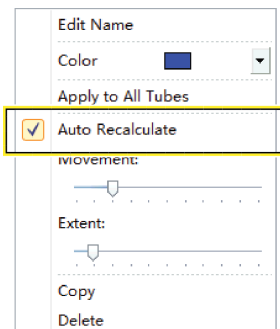 Edit Name
Color
Apply to All Tubes
Auto Recalculate
Movement:
Extent:
Copy
Delete